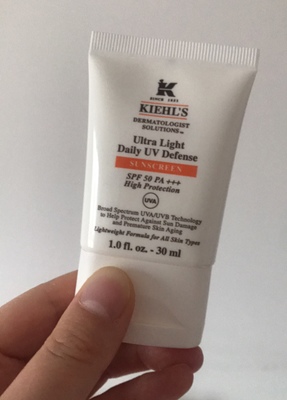 K
SINCE 1851
KIEHL'S
DERMATOLOGIST
SOLUTIONS™
Ultra Light
Daily UV Defense
SUNSCREEN
SPF 50 PA +++
High Protection
UVA
Broad Spectrum UVA/UVB Technology
to Help Protect Against Sun Damage
and Premature Skin Aging
Lightweight Formula for All Skin Types
1.0 fl. oz. - 30 ml